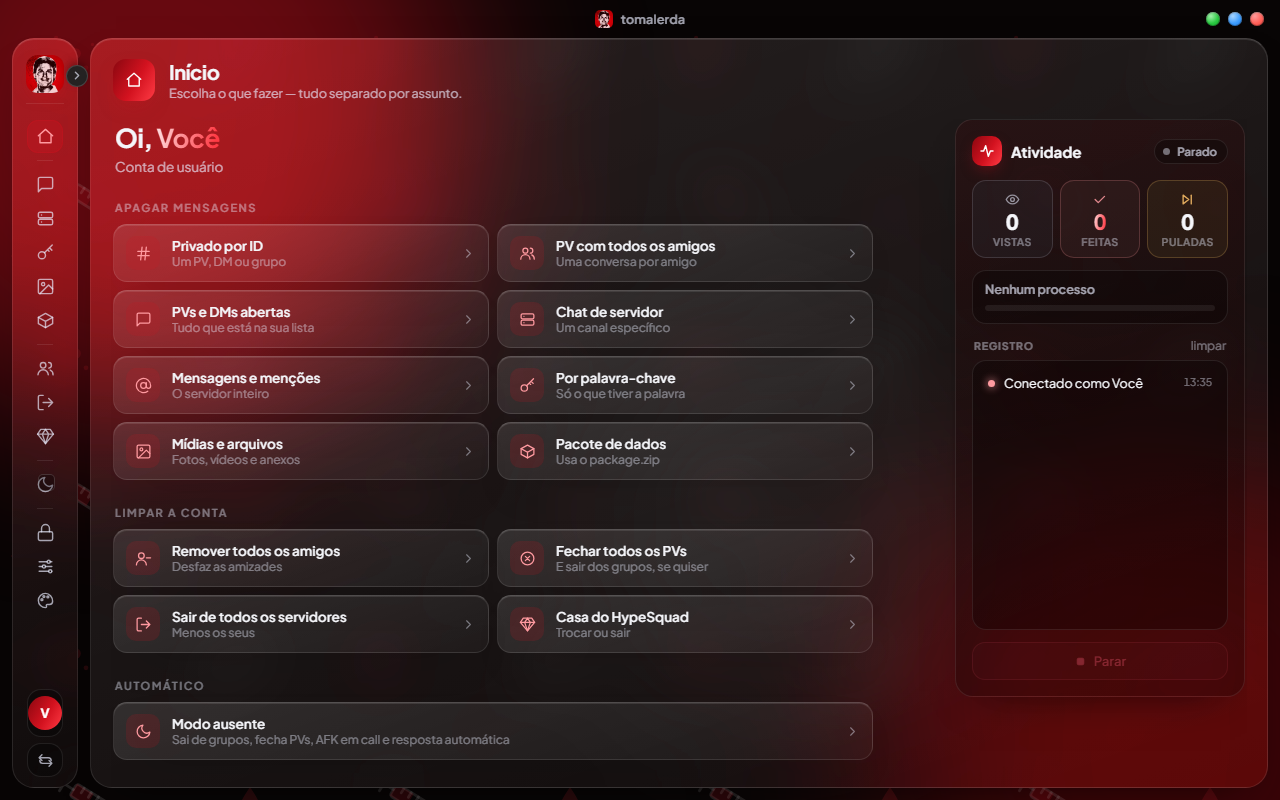 tomalerda
Início
Escolha o que fazer — tudo separado por assunto.
Oi, Você
Conta de usuário
APAGAR MENSAGENS
Privado por ID
Um PV, DM ou grupo
PV com todos os amigos
Uma conversa por amigo
PVs e DMs abertas
Tudo que está na sua lista
Chat de servidor
Um canal específico
Mensagens e menções
O servidor inteiro
Por palavra-chave
Só o que tiver a palavra
Mídias e arquivos
Fotos, vídeos e anexos
Pacote de dados
Usa o package.zip
LIMPAR A CONTA
Remover todos os amigos
Desfaz as amizades
Fechar todos os PVs
E sair dos grupos, se quiser
Sair de todos os servidores
Menos os seus
Casa do HypeSquad
Trocar ou sair
AUTOMÁTICO
Modo ausente
Sai de grupos, fecha PVs, AFK em call e resposta automática
Atividade
Parado
0
VISTAS
0
FEITAS
0
PULADAS
Nenhum processo
REGISTRO
limpar
Conectado como Você
13:35
Parar
V